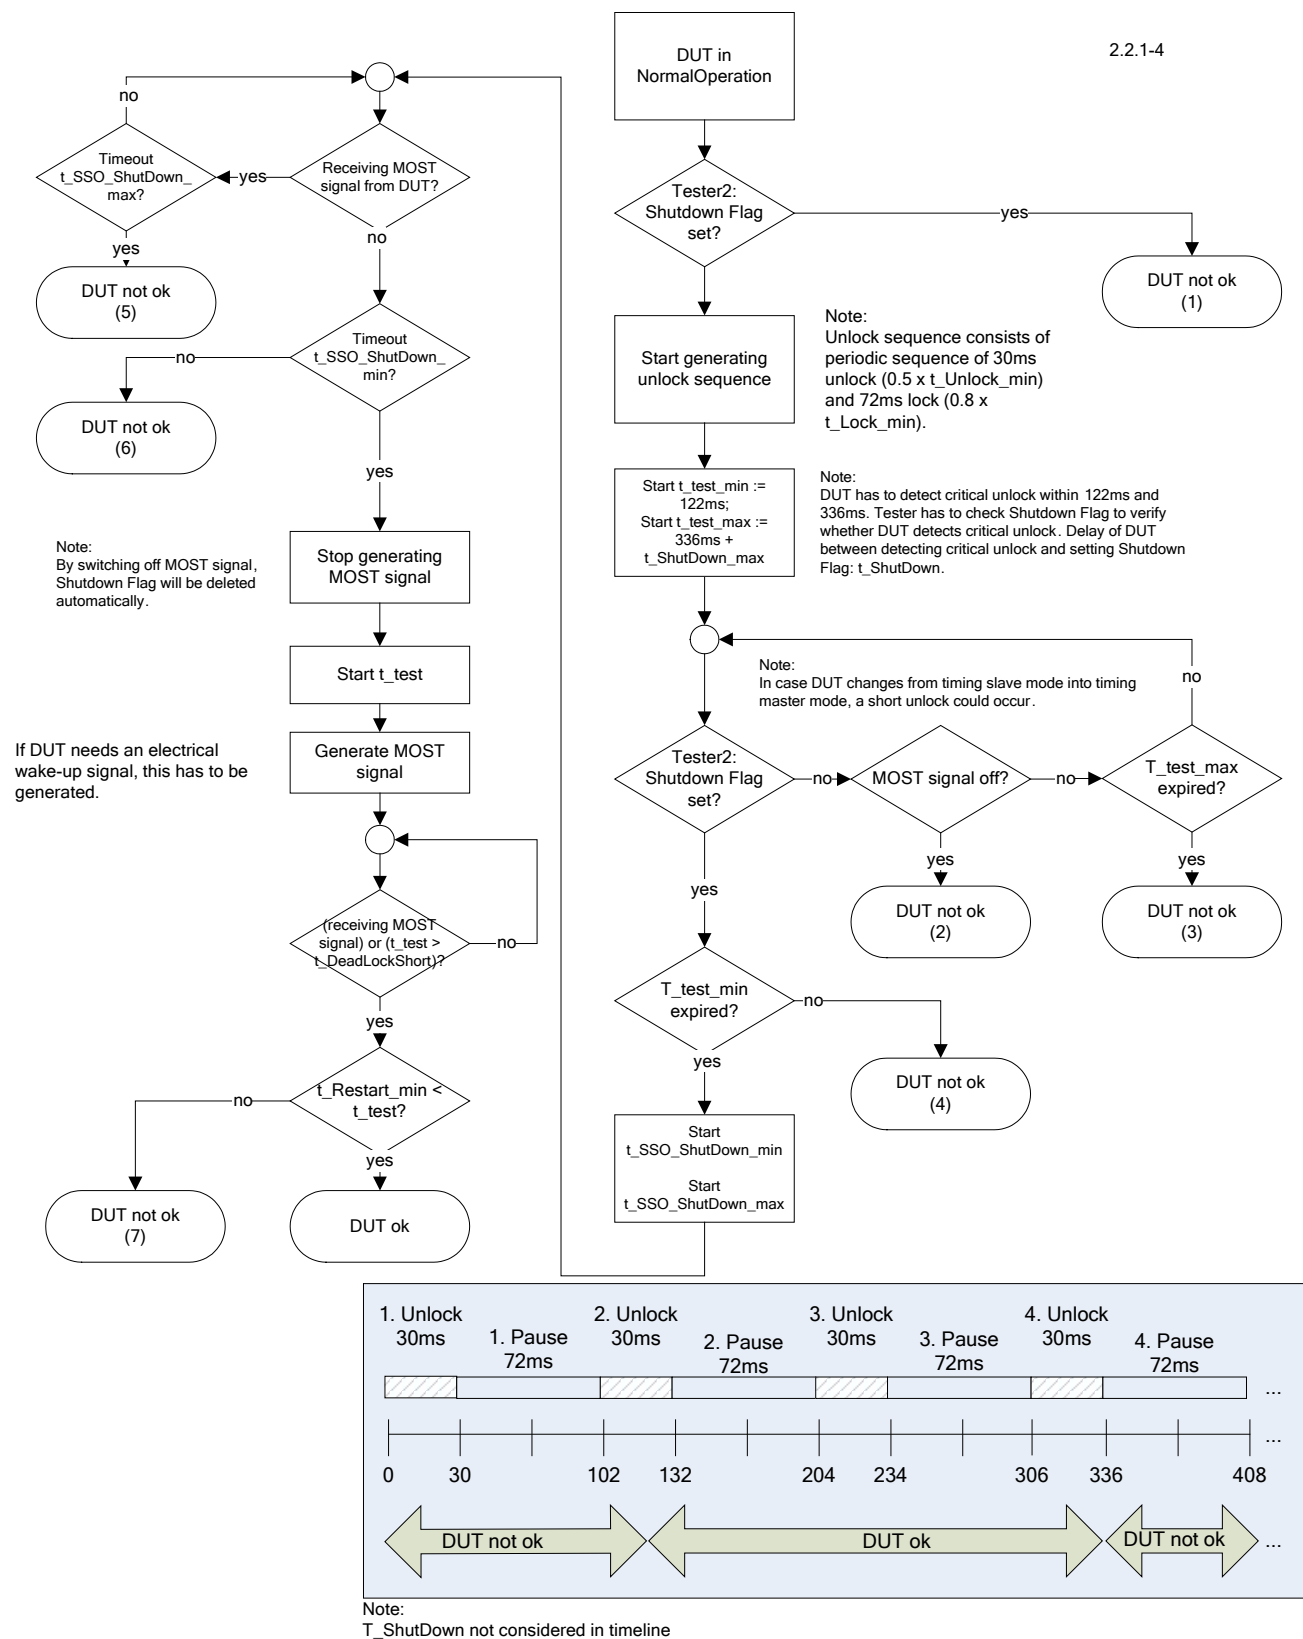 2.2.1-4
DUT in
NormalOperation
Tester2:
Shutdown Flag
set?
yes
DUT not ok
(1)
Start generating
unlock sequence
Note:
Unlock sequence consists of
periodic sequence of 30ms
unlock (0.5 x t_Unlock_min)
and 72ms lock (0.8 x
t_Lock_min).
Start t_test_min :=
122ms;
Start t_test_max :=
336ms +
t_ShutDown_max
Note:
DUT has to detect critical unlock within 122ms and
336ms. Tester has to check Shutdown Flag to verify
whether DUT detects critical unlock. Delay of DUT
between detecting critical unlock and setting Shutdown
Flag: t_ShutDown.
Note:
In case DUT changes from timing slave mode into timing
master mode, a short unlock could occur.
no
Tester2:
Shutdown Flag
set?
no
MOST signal off?
no
T_test_max
expired?
yes
yes
yes
DUT not ok
(2)
DUT not ok
(3)
T_test_min
expired?
no
yes
DUT not ok
(4)
Start
t_SSO_ShutDown_min
Start
t_SSO_ShutDown_max
no
Timeout
t_SSO_ShutDown_
max?
yes
Receiving MOST
signal from DUT?
yes
no
DUT not ok
(5)
Timeout
t_SSO_ShutDown_
min?
no
DUT not ok
(6)
yes
Note:
By switching off MOST signal,
Shutdown Flag will be deleted
automatically.
Stop generating
MOST signal
Start t_test
If DUT needs an electrical
wake-up signal, this has to be
generated.
Generate MOST
signal
(receiving MOST
signal) or (t_test >
t_DeadLockShort)?
no
yes
t_Restart_min <
t_test?
no
yes
DUT not ok
(7)
DUT ok
1. Unlock
30ms
1. Pause
72ms
2. Unlock
30ms
2. Pause
72ms
3. Unlock
30ms
3. Pause
72ms
4. Unlock
30ms
4. Pause
72ms
...
...
0 30 102 132 204 234 306 336 408
DUT not ok DUT ok DUT not ok ...
Note:
T_ShutDown not considered in timeline